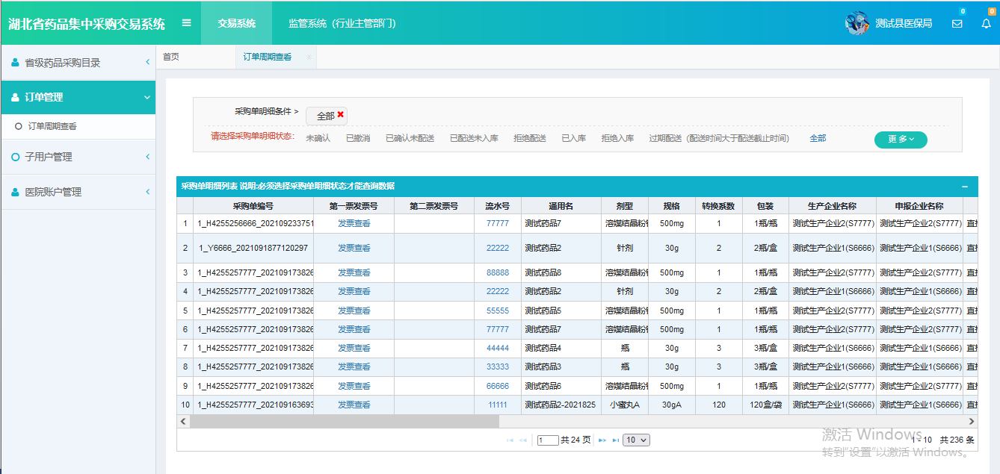 湖北省药品集中采购交易系统 交易系统 监管系统（行业主管部门） 测试县医保局 0 0
省级药品采购目录
订单管理
订单周期查看
子用户管理
医院账户管理
首页 订单周期查看
采购单明细条件 > 全部
请选择采购单明细状态: 未确认 已撤消 已确认未配送 已配送未入库 拒绝配送 已入库 拒绝入库 过期配送（配送时间大于配送截止时间） 全部 更多
采购单明细列表 说明:必须选择采购单明细状态才能查询数据
采购单编号 第一票发票号 第二票发票号 流水号 通用名 剂型 规格 转换系数 包装 生产企业名称 申报企业名称
1 1_H4255256666_202109233751 发票查看 77777 测试药品7 溶媒结晶粉针 500mg 1 1瓶/瓶 测试生产企业2(S7777) 测试生产企业2(S7777) 直接
2 1_Y6666_2021091877120297 发票查看 22222 测试药品2 针剂 30g 2 2瓶/盒 测试生产企业1(S6666) 测试生产企业1(S6666) 直接
3 1_H4255257777_202109173826 发票查看 88888 测试药品8 溶媒结晶粉针 500mg 1 1瓶/瓶 测试生产企业2(S7777) 测试生产企业2(S7777) 直接
4 1_H4255257777_202109173826 发票查看 22222 测试药品2 针剂 30g 2 2瓶/盒 测试生产企业1(S6666) 测试生产企业1(S6666) 直接
5 1_H4255257777_202109173826 发票查看 55555 测试药品5 溶媒结晶粉针 500mg 1 1瓶/瓶 测试生产企业2(S7777) 测试生产企业2(S7777) 直接
6 1_H4255257777_202109173826 发票查看 77777 测试药品7 溶媒结晶粉针 500mg 1 1瓶/瓶 测试生产企业2(S7777) 测试生产企业2(S7777) 直接
7 1_H4255257777_202109173826 发票查看 44444 测试药品4 瓶 30g 3 3瓶/盒 测试生产企业1(S6666) 测试生产企业1(S6666) 直接
8 1_H4255257777_202109173826 发票查看 33333 测试药品3 瓶 30g 3 3瓶/盒 测试生产企业1(S6666) 测试生产企业1(S6666) 直接
9 1_H4255257777_202109173826 发票查看 66666 测试药品6 溶媒结晶粉针 500mg 1 1瓶/瓶 测试生产企业2(S7777) 测试生产企业2(S7777) 直接
10 1_H4255257777_202109163693 发票查看 11111 测试药品2-2021825 小蜜丸A 30gA 120 120盒/袋 测试生产企业1(S6666) 测试生产企业1(S6666) 直接
1 共 24 页 10 1 - 10 共 236 条
激活 Windows
转到"设置"以激活 Windows。